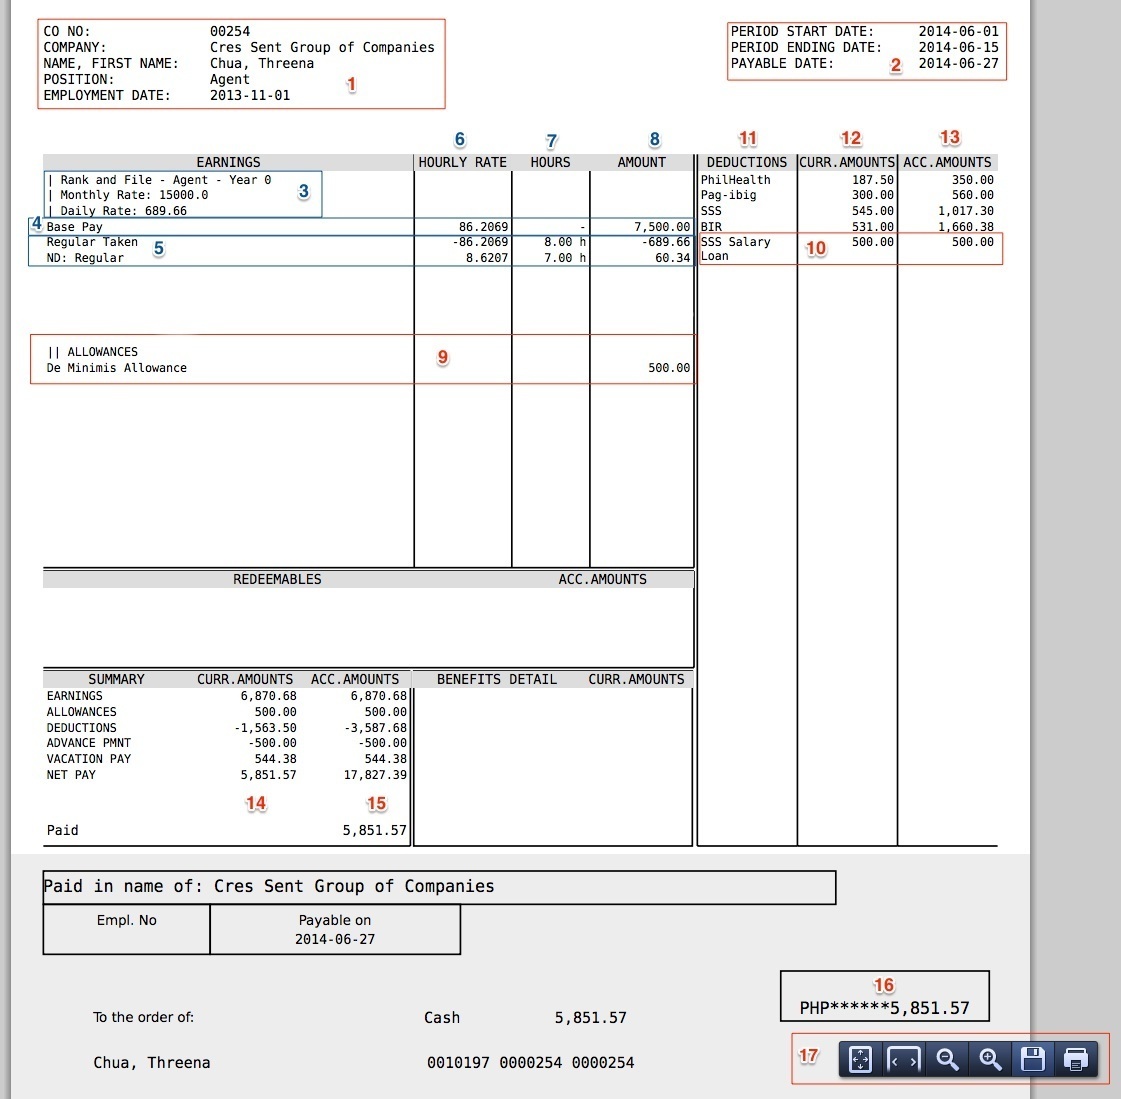 CO NO: 00254
COMPANY: Cres Sent Group of Companies
NAME, FIRST NAME: Chua, Threena
POSITION: Agent
EMPLOYMENT DATE: 2013-11-01
1
PERIOD START DATE: 2014-06-01
PERIOD ENDING DATE: 2014-06-15
PAYABLE DATE: 2014-06-27
2
6 7 8 11 12 13
EARNINGS HOURLY RATE HOURS AMOUNT DEDUCTIONS CURR.AMOUNTS ACC.AMOUNTS
| Rank and File - Agent - Year 0 PhilHealth 187.50 350.00
| Monthly Rate: 15000.0 3 Pag-ibig 300.00 560.00
| Daily Rate: 689.66 SSS 545.00 1,017.30
4 Base Pay 86.2069 - 7,500.00 BIR 531.00 1,660.38
Regular Taken 5 -86.2069 8.00 h -689.66 SSS Salary 10 500.00 500.00
ND: Regular 8.6207 7.00 h 60.34 Loan
|| ALLOWANCES 9
De Minimis Allowance 500.00
REDEEMABLES ACC.AMOUNTS
SUMMARY CURR.AMOUNTS ACC.AMOUNTS BENEFITS DETAIL CURR.AMOUNTS
EARNINGS 6,870.68 6,870.68
ALLOWANCES 500.00 500.00
DEDUCTIONS -1,563.50 -3,587.68
ADVANCE PMNT -500.00 -500.00
VACATION PAY 544.38 544.38
NET PAY 5,851.57 17,827.39
14 15
Paid 5,851.57
Paid in name of: Cres Sent Group of Companies
Empl. No Payable on
2014-06-27
16
PHP******5,851.57
To the order of: Cash 5,851.57
17
Chua, Threena 0010197 0000254 0000254